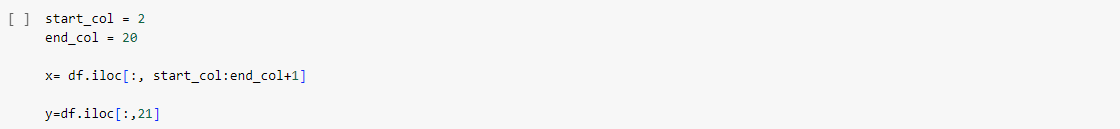 [ ] start_col = 2
end_col = 20
x= df.iloc[:, start_col:end_col+1]
y=df.iloc[:,21]